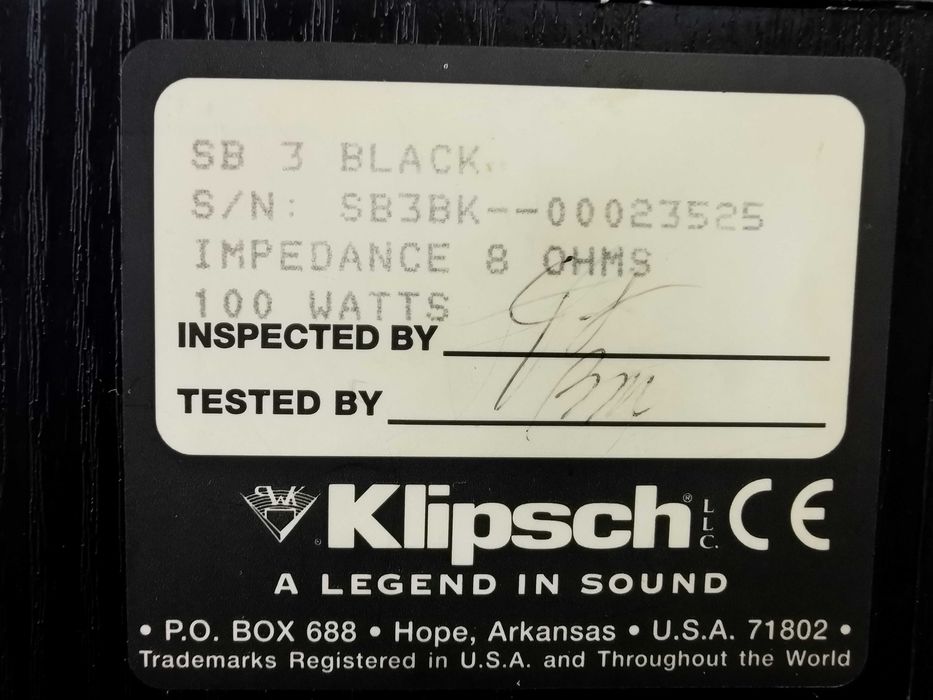 SB 3 BLACK
S/N: SB3BK--00023525
IMPEDANCE 8 OHMS
100 WATTS
INSPECTED BY
TESTED BY
PWK
Klipsch® LLC. CE
A LEGEND IN SOUND
• P.O. BOX 688 • Hope, Arkansas • U.S.A. 71802 •
Trademarks Registered in U.S.A. and Throughout the World